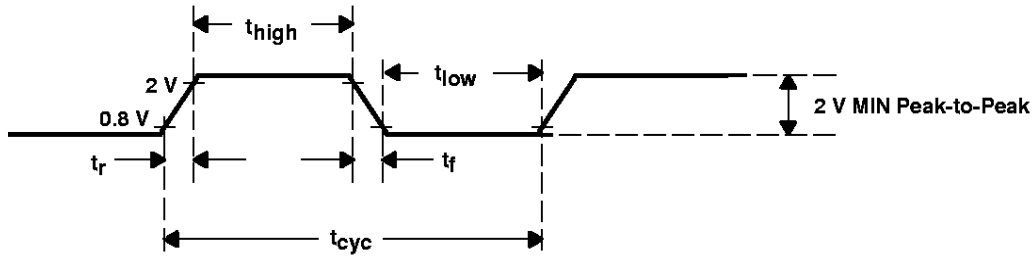 thigh
2 V
tlow
0.8 V
2 V MIN Peak-to-Peak
tr
tf
tcyc